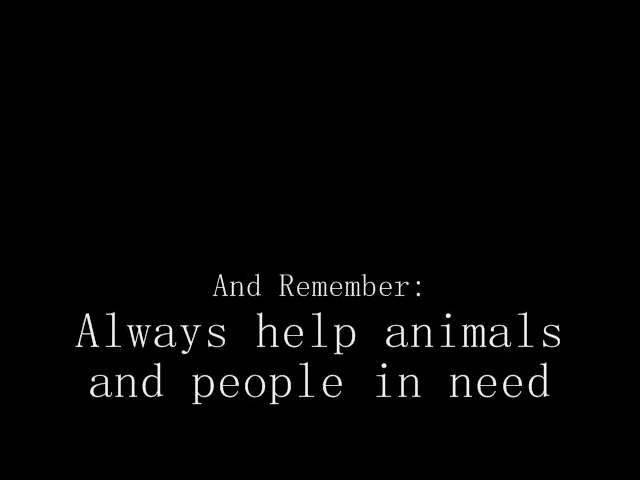 And Remember:
Always help animals
and people in need